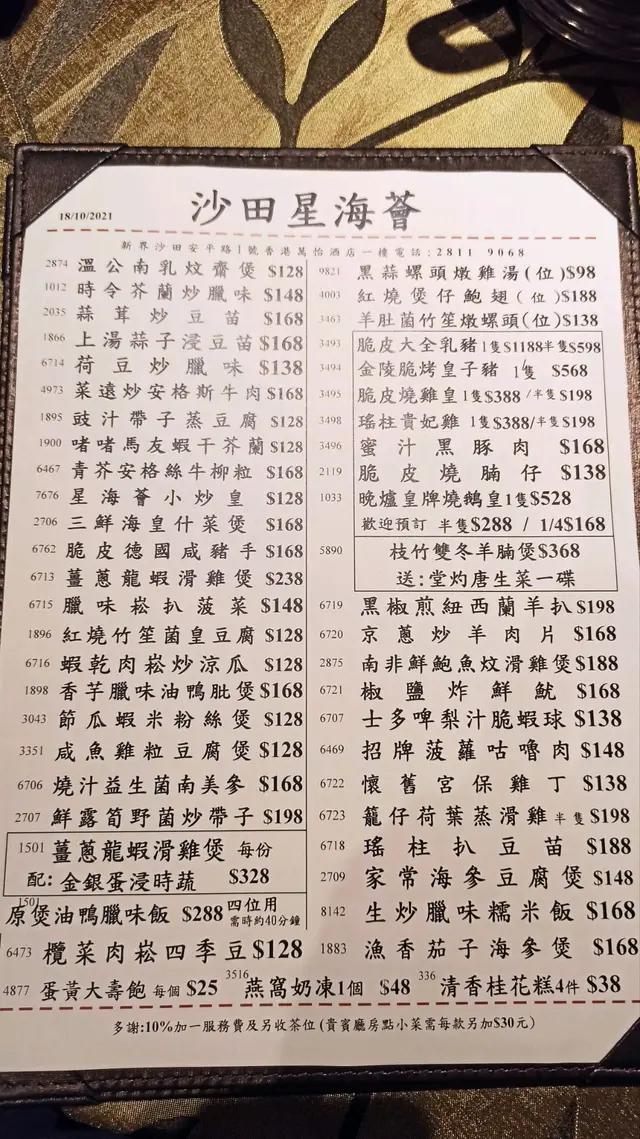 18/10/2021
沙田星海薈
新界沙田安平路1號香港萬怡酒店一樓電話:2811 9068
2874 溫公南乳炆齋煲 $128
1012 時令芥蘭炒臘味 $148
2035 蒜茸炒豆苗 $168
1866 上湯蒜子浸豆苗 $168
6714 荷豆炒臘味 $138
4973 菜遠炒安格斯牛肉 $168
1895 豉汁帶子蒸豆腐 $128
1900 啫啫馬友蝦干芥蘭 $128
6467 青芥安格絲牛柳粒 $168
7676 星海薈小炒皇 $128
2706 三鮮海皇什菜煲 $168
6762 脆皮德國咸豬手 $168
6713 薑蔥龍蝦滑雞煲 $238
6715 臘味崧扒菠菜 $148
1896 紅燒竹笙菌皇豆腐 $128
6716 蝦乾肉崧炒涼瓜 $128
1898 香芋臘味油鴨肶煲 $168
3043 節瓜蝦米粉絲煲 $128
3351 咸魚雞粒豆腐煲 $128
6706 燒汁益生菌南美參 $168
2707 鮮露筍野菌炒帶子 $198
1501 薑蔥龍蝦滑雞煲 每份
配: 金銀蛋浸時蔬 $328
1501
原煲油鴨臘味飯 $288 四位用
需時約40分鐘
6473 欖菜肉崧四季豆 $128
9821 黑蒜螺頭燉雞湯(位) $98
4003 紅燒煲仔鮑翅(位) $188
3463 羊肚菌竹笙燉螺頭(位) $138
3493 脆皮大全乳豬 1隻$1188半隻$598
3494 金陵脆烤皇子豬 1隻 $568
3495 脆皮燒雞皇 1隻$388/半隻$198
3498 瑤柱貴妃雞 1隻$388/半隻$198
3496 蜜汁黑豚肉 $168
2119 脆皮燒腩仔 $138
1033 晚爐皇牌燒鵝皇 1隻$528
歡迎預訂 半隻$288 / 1/4$168
5890 枝竹雙冬羊腩煲$368
送:堂灼唐生菜一碟
6719 黑椒煎紐西蘭羊扒 $198
6720 京蔥炒羊肉片 $168
2875 南非鮮鮑魚炆滑雞煲 $188
6721 椒鹽炸鮮魷 $168
6707 士多啤梨汁脆蝦球 $138
6469 招牌菠蘿咕嚕肉 $148
6722 懷舊宮保雞丁 $138
6723 籠仔荷葉蒸滑雞 半隻 $198
6718 瑤柱扒豆苗 $188
2709 家常海參豆腐煲 $148
8142 生炒臘味糯米飯 $168
1883 漁香茄子海參煲 $168
4877 蛋黃大壽飽 每個 $25 3516 燕窩奶凍1個 $48 336 清香桂花糕4件 $38
多謝:10%加一服務費及另收茶位 (貴賓廳房點小菜需每款另加$30元)